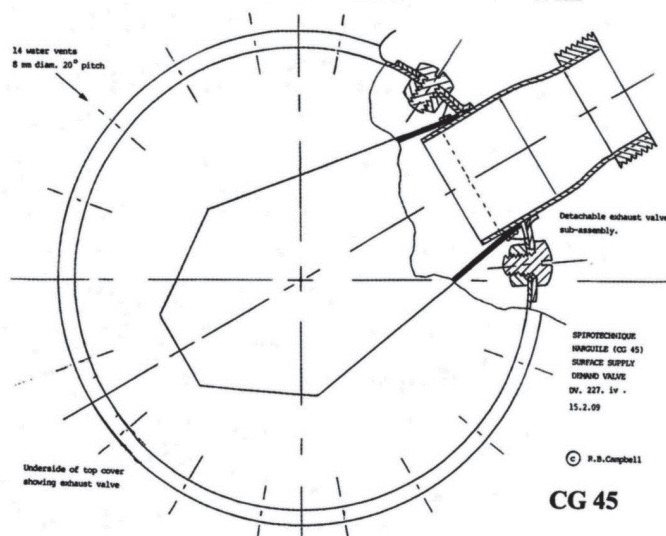 14 water vents
8 mm diam. 20° pitch
Detachable exhaust valve
sub-assembly.
SPIROTECHNIQUE
NARGUILE (CG 45)
SURFACE SUPPLY
DEMAND VALVE
DV. 227. iv .
15.2.09
Underside of top cover
showing exhaust valve
© R.B.Campbell
CG 45